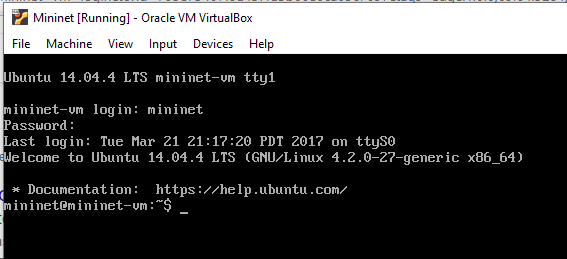 Mininet [Running] - Oracle VM VirtualBox
File Machine View Input Devices Help
Ubuntu 14.04.4 LTS mininet-vm tty1
mininet-vm login: mininet
Password:
Last login: Tue Mar 21 21:17:20 PDT 2017 on ttyS0
Welcome to Ubuntu 14.04.4 LTS (GNU/Linux 4.2.0-27-generic x86_64)
* Documentation: https://help.ubuntu.com/
mininet@mininet-vm:~$ _